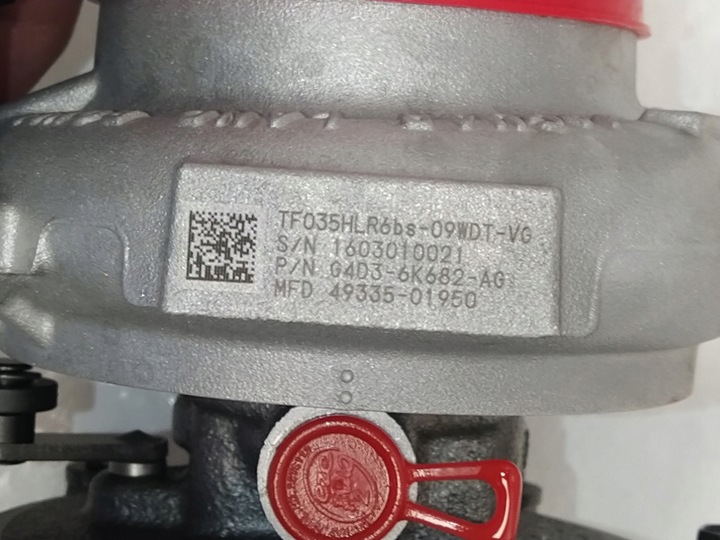 TF035HLR6bs-09WDT-VG
S/N 1603010021
P/N G4D3-6K682-AG
MFD 49335-01950